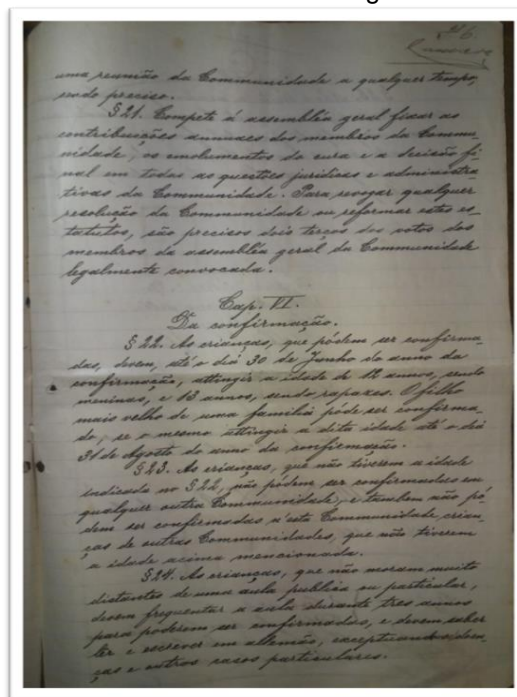 uma reunião da Communidade a qualquer tempo,
sendo preciso.
§ 21. Compete á assembléa geral fixar as
contribuições annuaes dos membros da Commu-
nidade, os emolumentos do cura e a decisão fi-
nal em todas as questões juridicas e administra
tivas da Communidade. Para revogar qualquer
resolução da Communidade ou reformar estes es-
tatutos, são precisos dois terços dos votos dos
membros da assembléa geral da Communidade
legalmente convocada.
Cap. VI.
Da confirmação.
§ 22. As crianças, que pódem ser confirma-
das, devem, até o dia 30 de Junho do anno da
confirmação, attingir a idade de 12 annos, sendo
meninas, e 13 annos, sendo rapazes. O filho
mais velho de uma familia póde ser confirma-
do, se o mesmo attingir a dita idade até o dia
31 de Agosto do anno da confirmação.
§ 23. As crianças, que não tiverem a idade
indicada no § 22, não pódem ser confirmadas em
qualquer outra Communidade, e tambem não pó-
dem ser confirmadas n'esta Communidade, crian-
ças de outras Communidades, que não tiverem
a idade acima mencionada.
§ 24. As crianças, que não moram muito
distantes de uma aula publica ou particular,
devem frequentar a aula durante tres annos
para poderem ser confirmadas, e devem saber
ler e escrever em allemão, exceptuando doen-
ças e outros casos particulares.